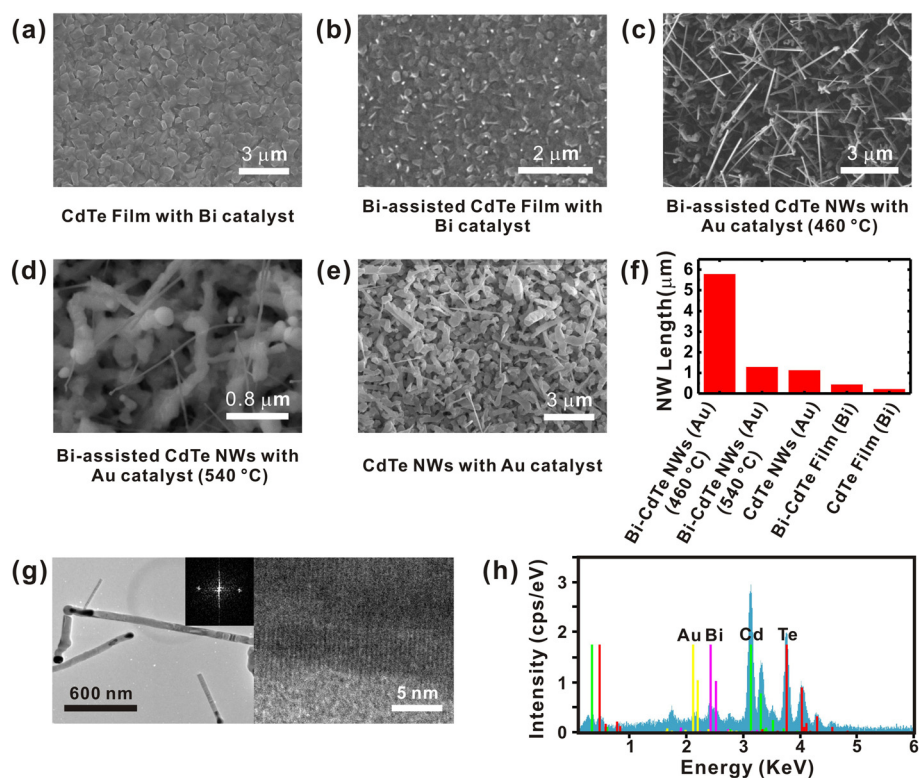 (a)
3 μm
CdTe Film with Bi catalyst
(b)
2 μm
Bi-assisted CdTe Film with
Bi catalyst
(c)
3 μm
Bi-assisted CdTe NWs with
Au catalyst (460 °C)
(d)
0.8 μm
Bi-assisted CdTe NWs with
Au catalyst (540 °C)
(e)
3 μm
CdTe NWs with Au catalyst
(f)
NW Length(μm)
6
5
4
3
2
1
0
Bi-CdTe NWs (Au)
(460 °C)
Bi-CdTe NWs (Au)
(540 °C)
CdTe NWs (Au)
Bi-CdTe Film (Bi)
CdTe Film (Bi)
(g)
600 nm
5 nm
(h)
Intensity (cps/eV)
3
2
1
0
Au Bi Cd Te
1 2 3 4 5 6
Energy (KeV)